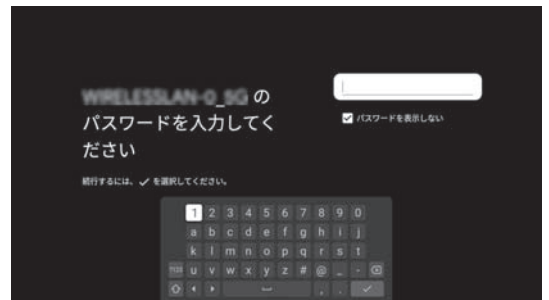 WIRELESSLAN-0_5G の
パスワードを入力してく
ださい
続行するには、✓ を選択してください。
パスワードを表示しない
1 2 3 4 5 6 7 8 9 0
a b c d e f g h i j
k l m n o p q r s t
?123 u v w x y z # @ _ -
, .